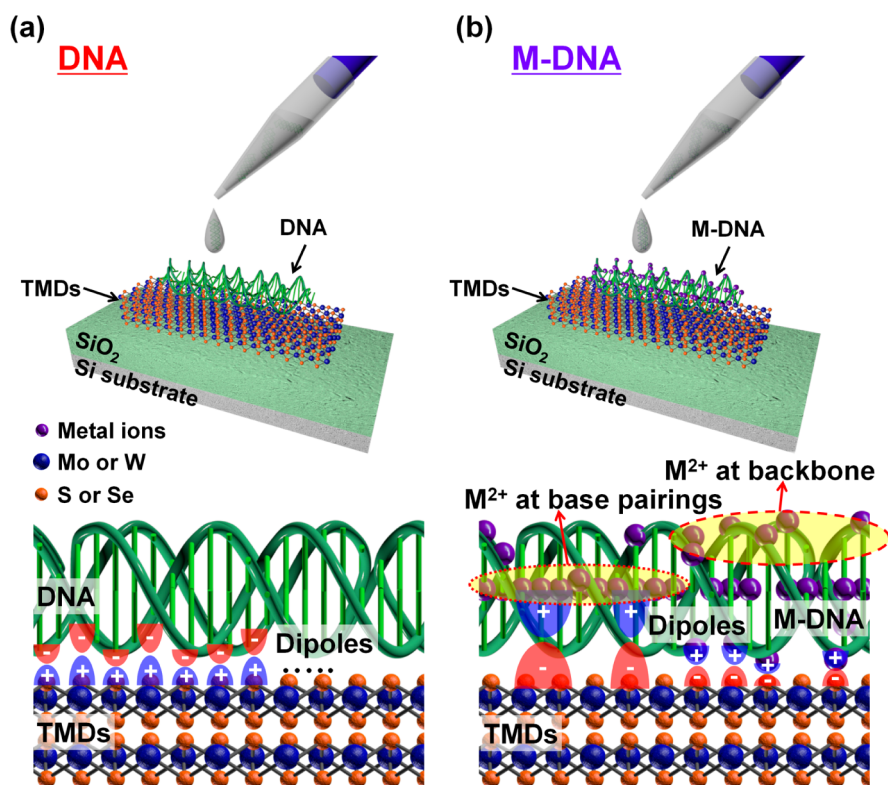 (a)
DNA
DNA
TMDs
SiO₂
Si substrate
Metal ions
Mo or W
S or Se
DNA
- - - - - - -
Dipoles
+ + + + + + +
......
TMDs
(b)
M-DNA
M-DNA
TMDs
SiO₂
Si substrate
M²⁺ at backbone
M²⁺ at base pairings
+ +
Dipoles
M-DNA
- -
+ + + +
- - - -
TMDs